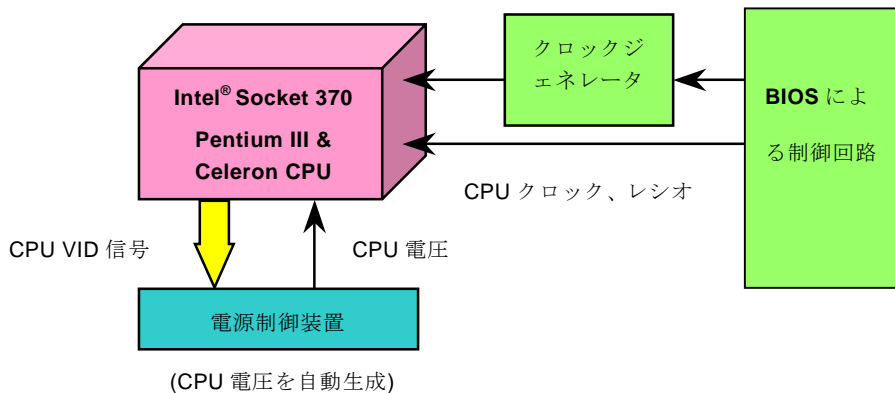 Intel® Socket 370
Pentium III &
Celeron CPU
クロックジ
ェネレータ
BIOS によ
る制御回路
CPU クロック、レシオ
CPU VID 信号
CPU 電圧
電源制御装置
(CPU 電圧を自動生成)